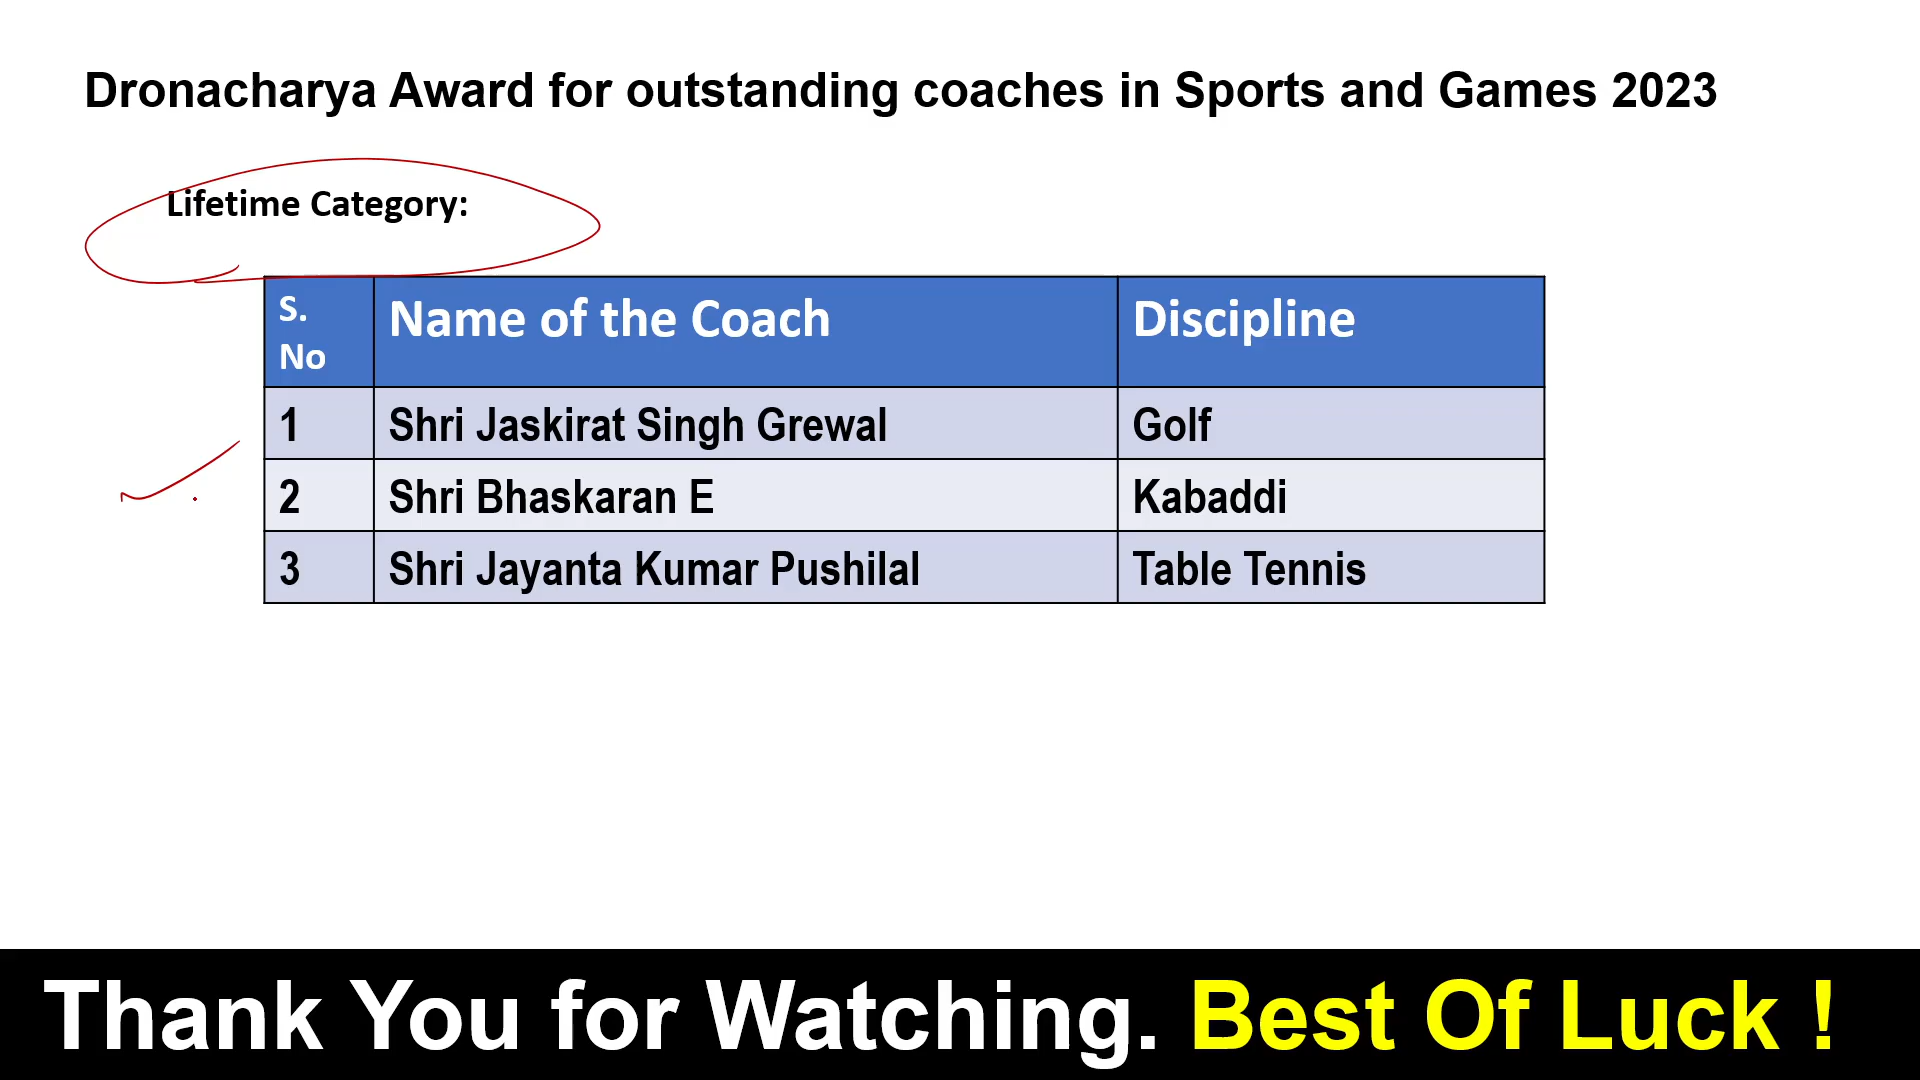 Dronacharya Award for outstanding coaches in Sports and Games 2023
Lifetime Category:
S. No Name of the Coach Discipline
1 Shri Jaskirat Singh Grewal Golf
2 Shri Bhaskaran E Kabaddi
3 Shri Jayanta Kumar Pushilal Table Tennis
Thank You for Watching. Best Of Luck !